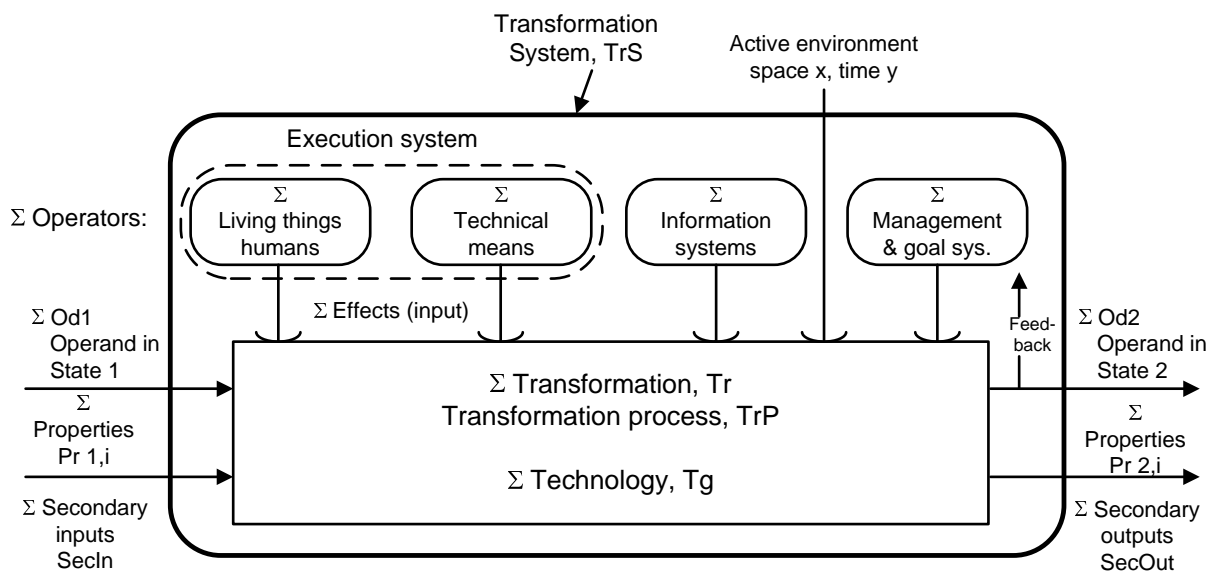 Transformation
System, TrS
Active environment
space x, time y
Execution system
Σ Operators:
Σ
Living things
humans
Σ
Technical
means
Σ
Information
systems
Σ
Management
& goal sys.
Σ Effects (input)
Feed-
back
Σ Od1
Operand in
State 1
Σ
Properties
Pr 1,i
Σ Secondary
inputs
SecIn
Σ Transformation, Tr
Transformation process, TrP
Σ Technology, Tg
Σ Od2
Operand in
State 2
Σ
Properties
Pr 2,i
Σ Secondary
outputs
SecOut